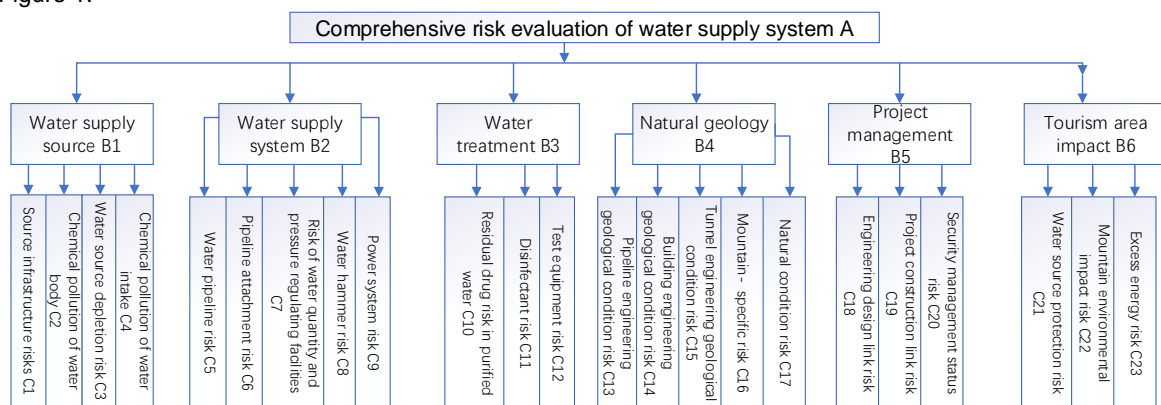 Comprehensive risk evaluation of water supply system A
Water supply
source B1
Water supply
system B2
Water
treatment B3
Natural geology
B4
Project
management
B5
Tourism area
impact B6
Source infrastructure risks C1
Chemical pollution of water
body C2
Water source depletion risk C3
Chemical pollution of water
intake C4
Water pipeline risk C5
Pipeline attachment risk C6
Risk of water quantity and
pressure regulating facilities
C7
Water hammer risk C8
Power system risk C9
Residual drug risk in purified
water C10
Disinfectant risk C11
Test equipment risk C12
Pipeline engineering
geological condition risk C13
Building engineering
geological condition risk C14
Tunnel engineering geological
condition risk C15
Mountain- specific risk C16
Natural condition risk C17
Engineering design link risk
C18
Project construction link risk
C19
Security management status
risk C20
Water source protection risk
C21
Mountain environmental
impact risk C22
Excess energy risk C23